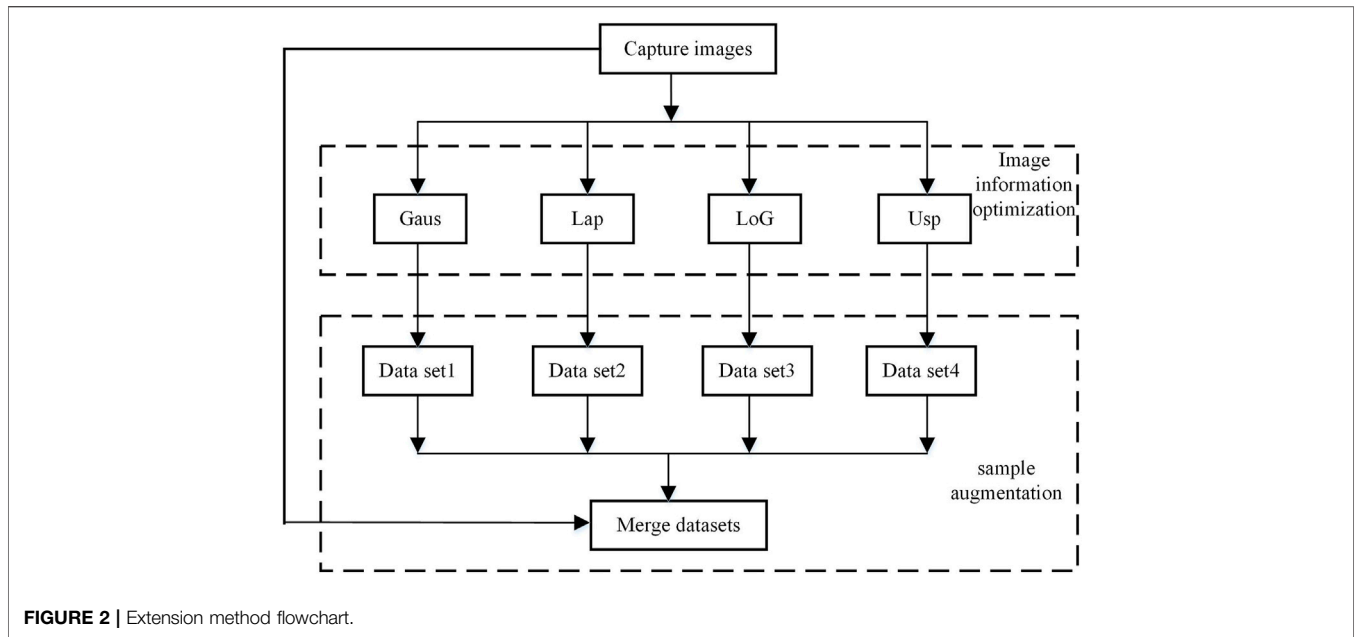 Capture images
Image
information
optimization
Gaus
Lap
LoG
Usp
Data set1
Data set2
Data set3
Data set4
sample
augmentation
Merge datasets
FIGURE 2 | Extension method flowchart.